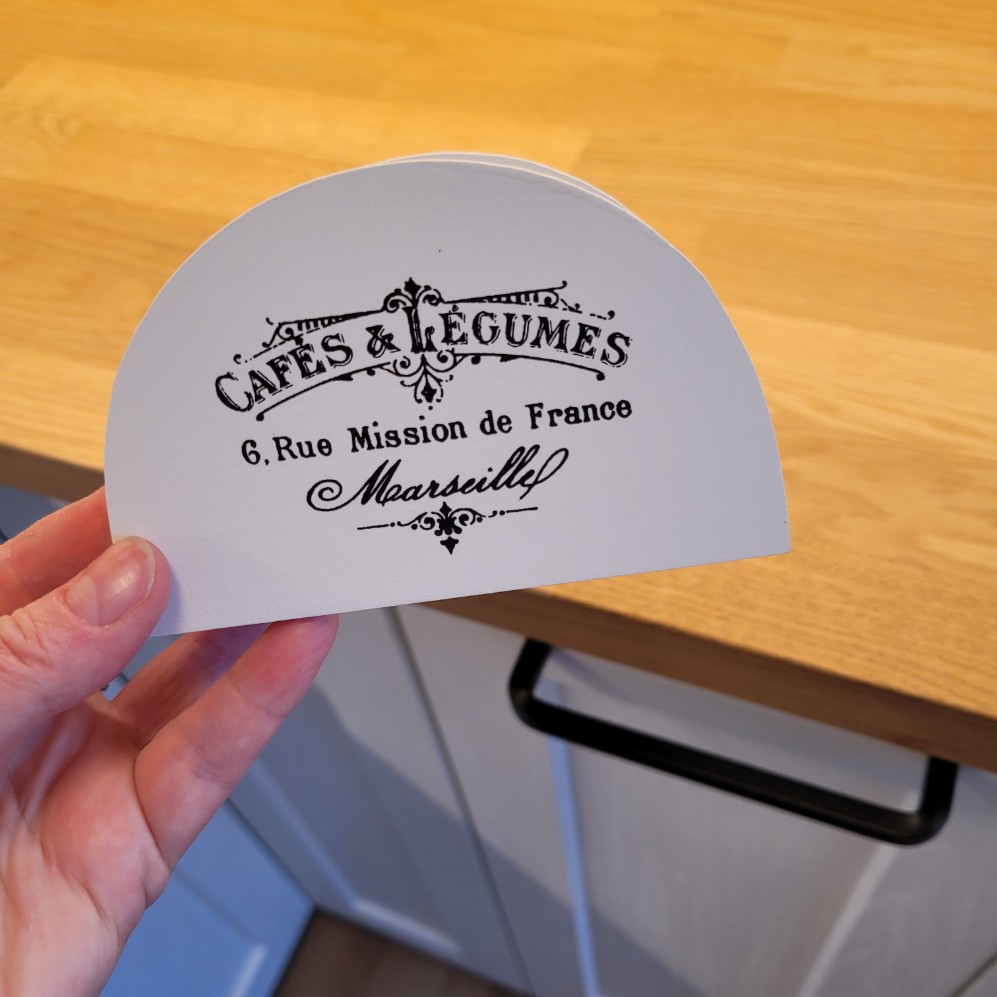 CAFÉS & LÉGUMES
6, Rue Mission de France
Marseille